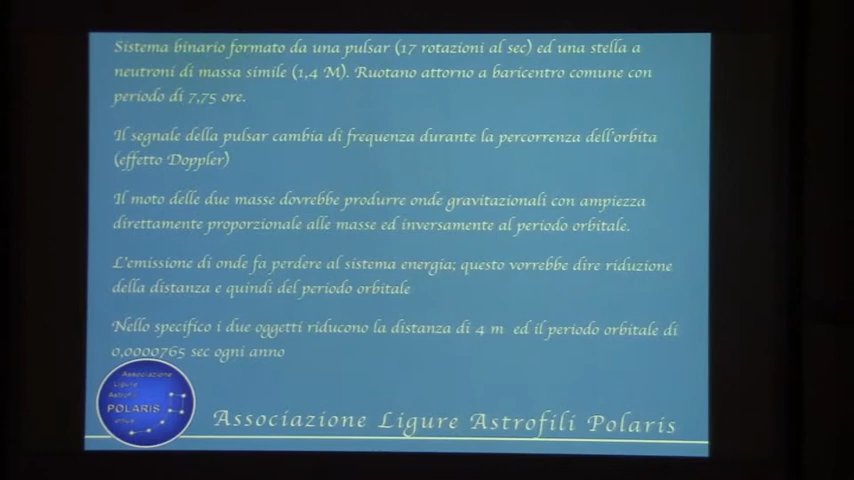 Sistema binario formato da una pulsar (17 rotazioni al sec) ed una stella a
neutroni di massa simile (1,4 M). Ruotano attorno a baricentro comune con
periodo di 7,75 ore.
Il segnale della pulsar cambia di frequenza durante la percorrenza dell'orbita
(effetto Doppler)
Il moto delle due masse dovrebbe produrre onde gravitazionali con ampiezza
direttamente proporzionale alle masse ed inversamente al periodo orbitale.
L'emissione di onde fa perdere al sistema energia; questo vorrebbe dire riduzione
della distanza e quindi del periodo orbitale
Nello specifico i due oggetti riducono la distanza di 4 m ed il periodo orbitale di
0,0000765 sec ogni anno
Associazione
Ligure
Astrofili
POLARIS
Associazione Ligure Astrofili Polaris